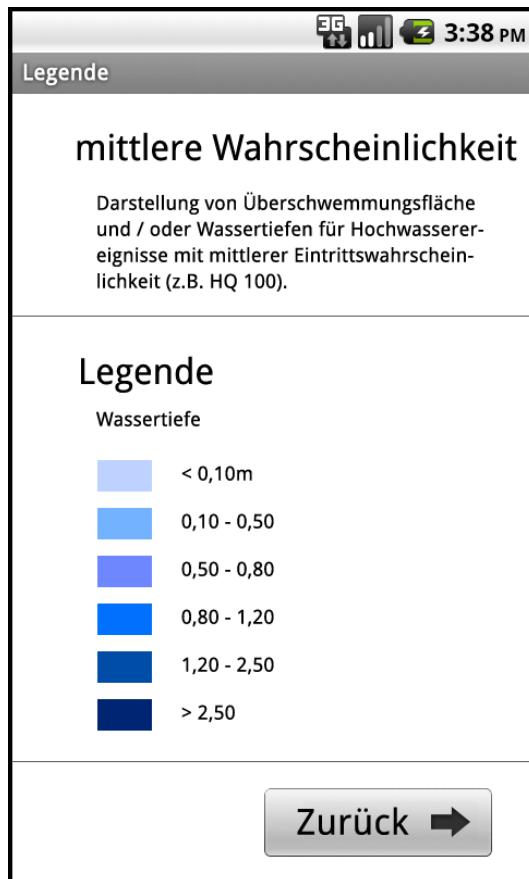 3G 3:38 PM
Legende
mittlere Wahrscheinlichkeit
Darstellung von Überschwemmungsfläche
und / oder Wassertiefen für Hochwasserer-
eignisse mit mittlerer Eintrittswahrschein-
lichkeit (z.B. HQ 100).
Legende
Wassertiefe
< 0,10m
0,10 - 0,50
0,50 - 0,80
0,80 - 1,20
1,20 - 2,50
> 2,50
Zurück